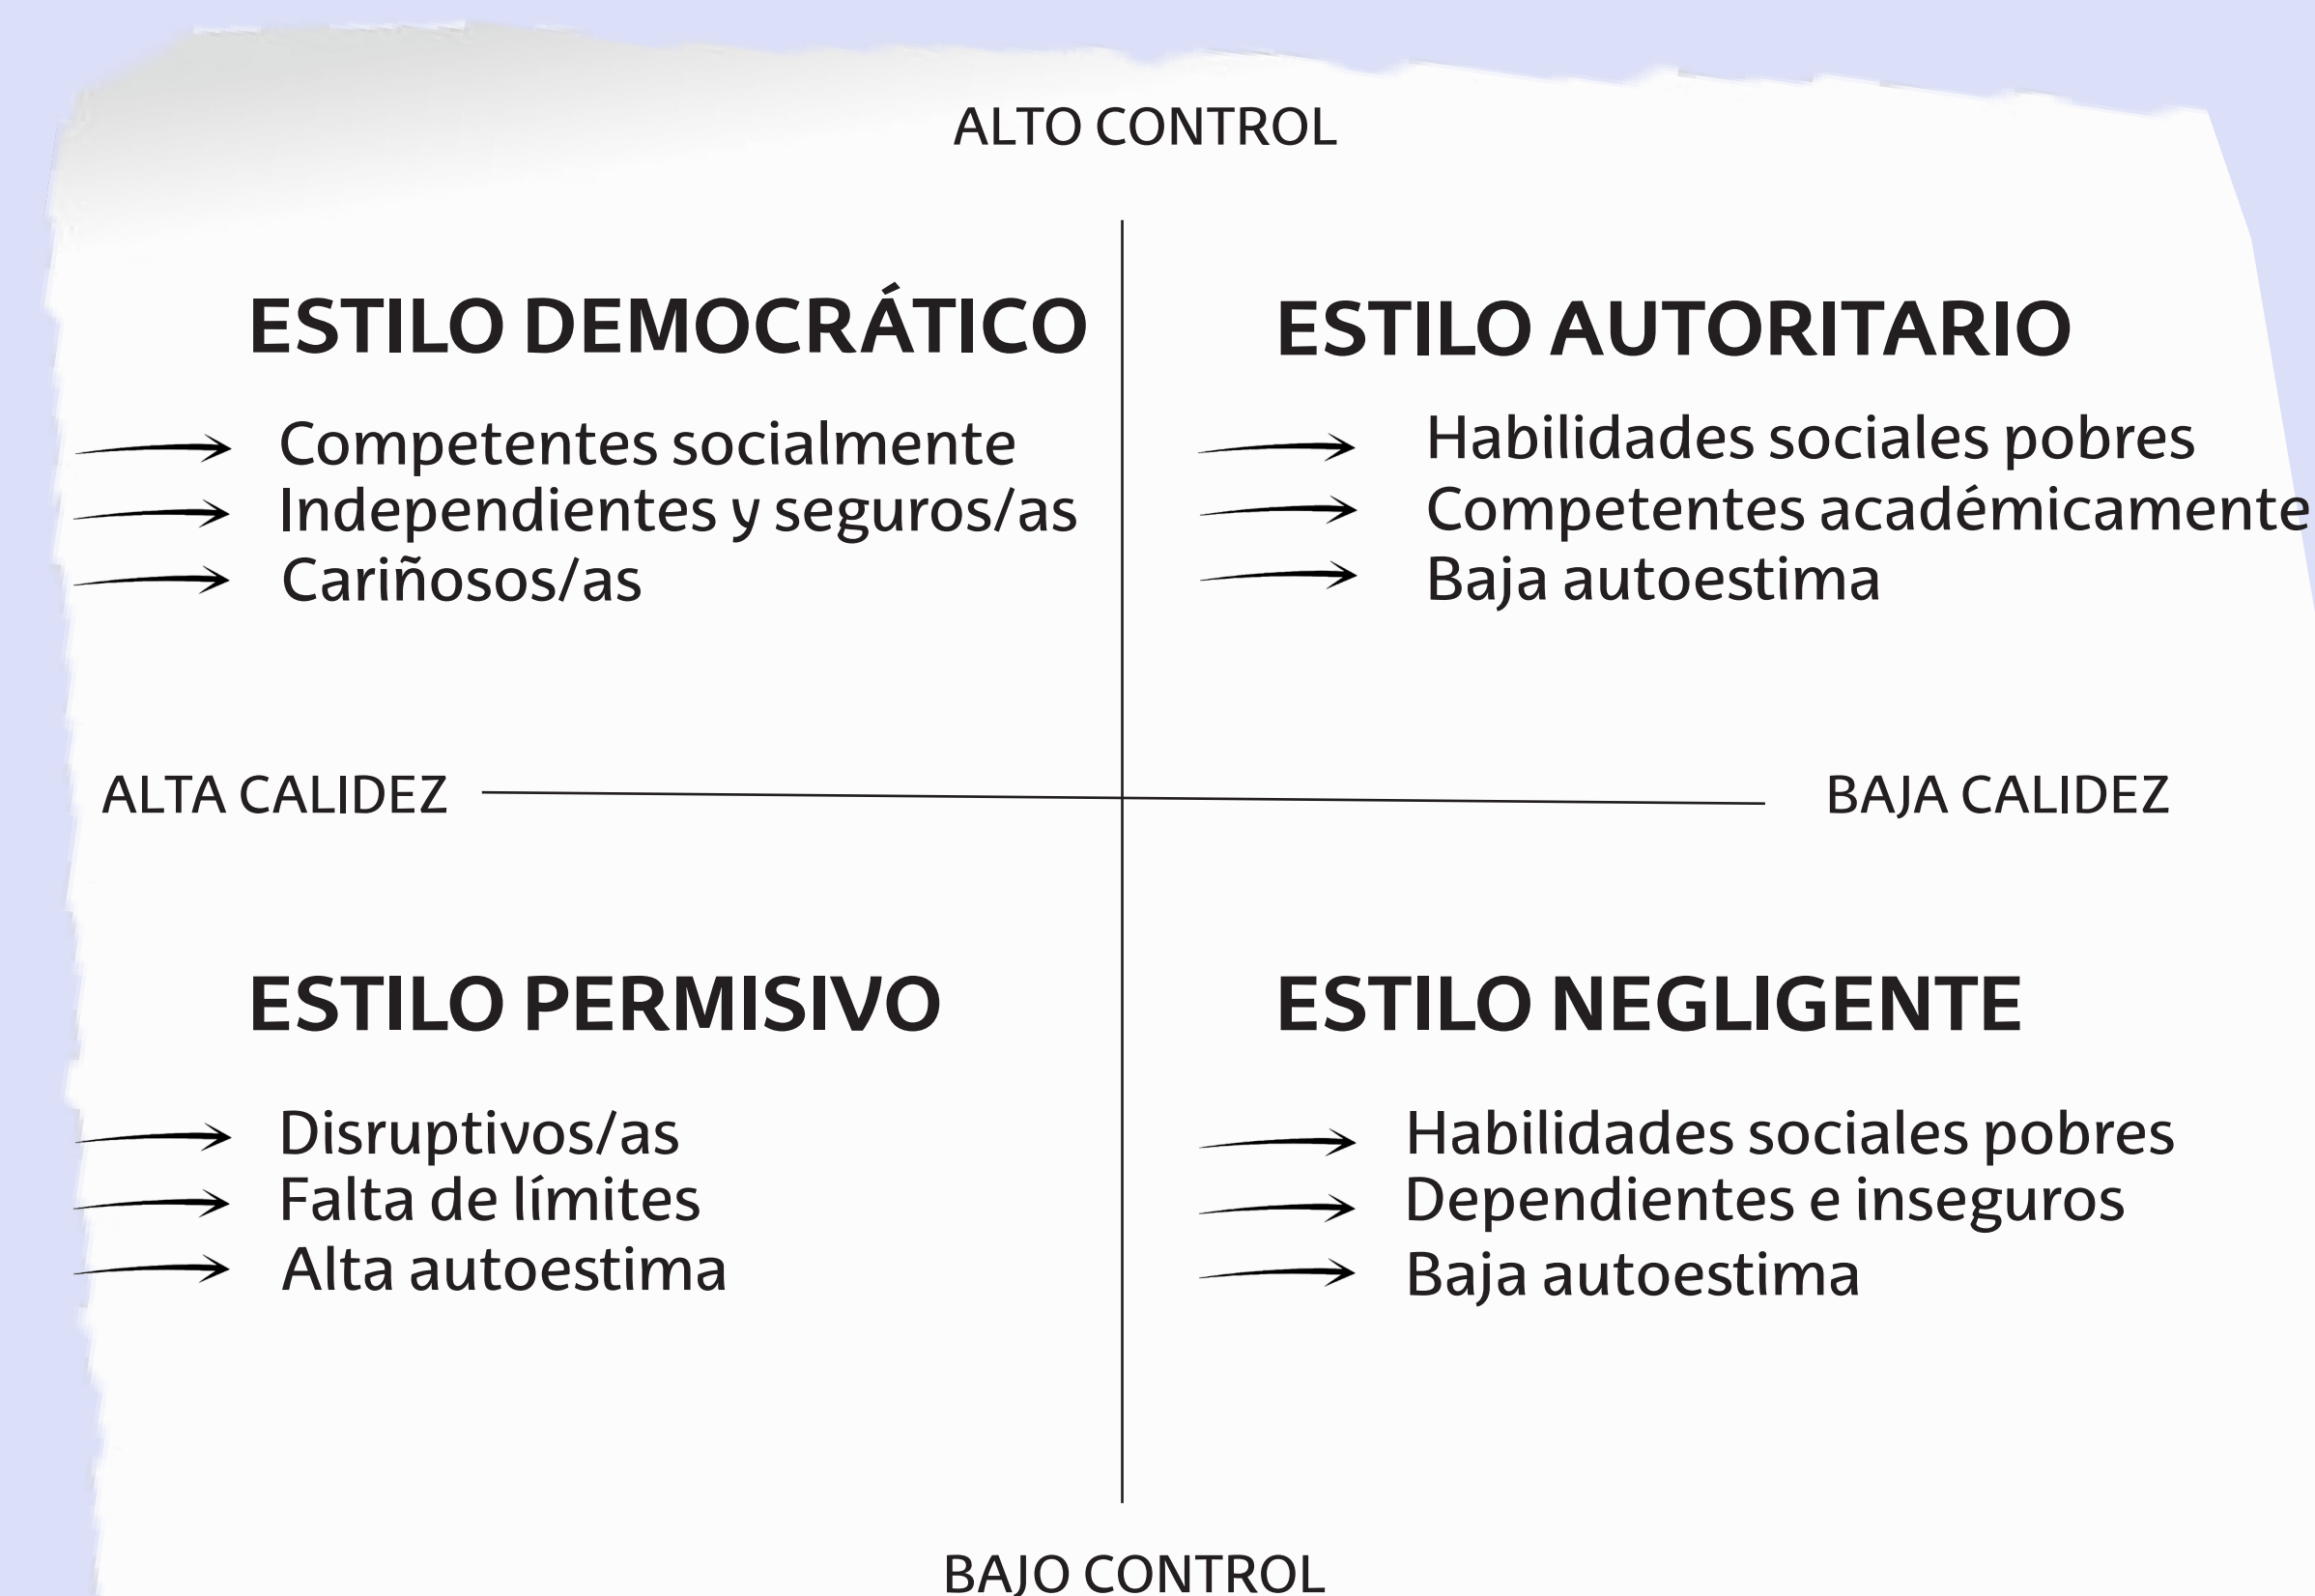 ALTO CONTROL
ESTILO DEMOCRÁTICO
Competentes socialmente
Independientes y seguros/as
Cariñosos/as
ESTILO AUTORITARIO
Habilidades sociales pobres
Competentes académicamente
Baja autoestima
ALTA CALIDEZ
BAJA CALIDEZ
ESTILO PERMISIVO
Disruptivos/as
Falta de límites
Alta autoestima
ESTILO NEGLIGENTE
Habilidades sociales pobres
Dependientes e inseguros
Baja autoestima
BAJO CONTROL